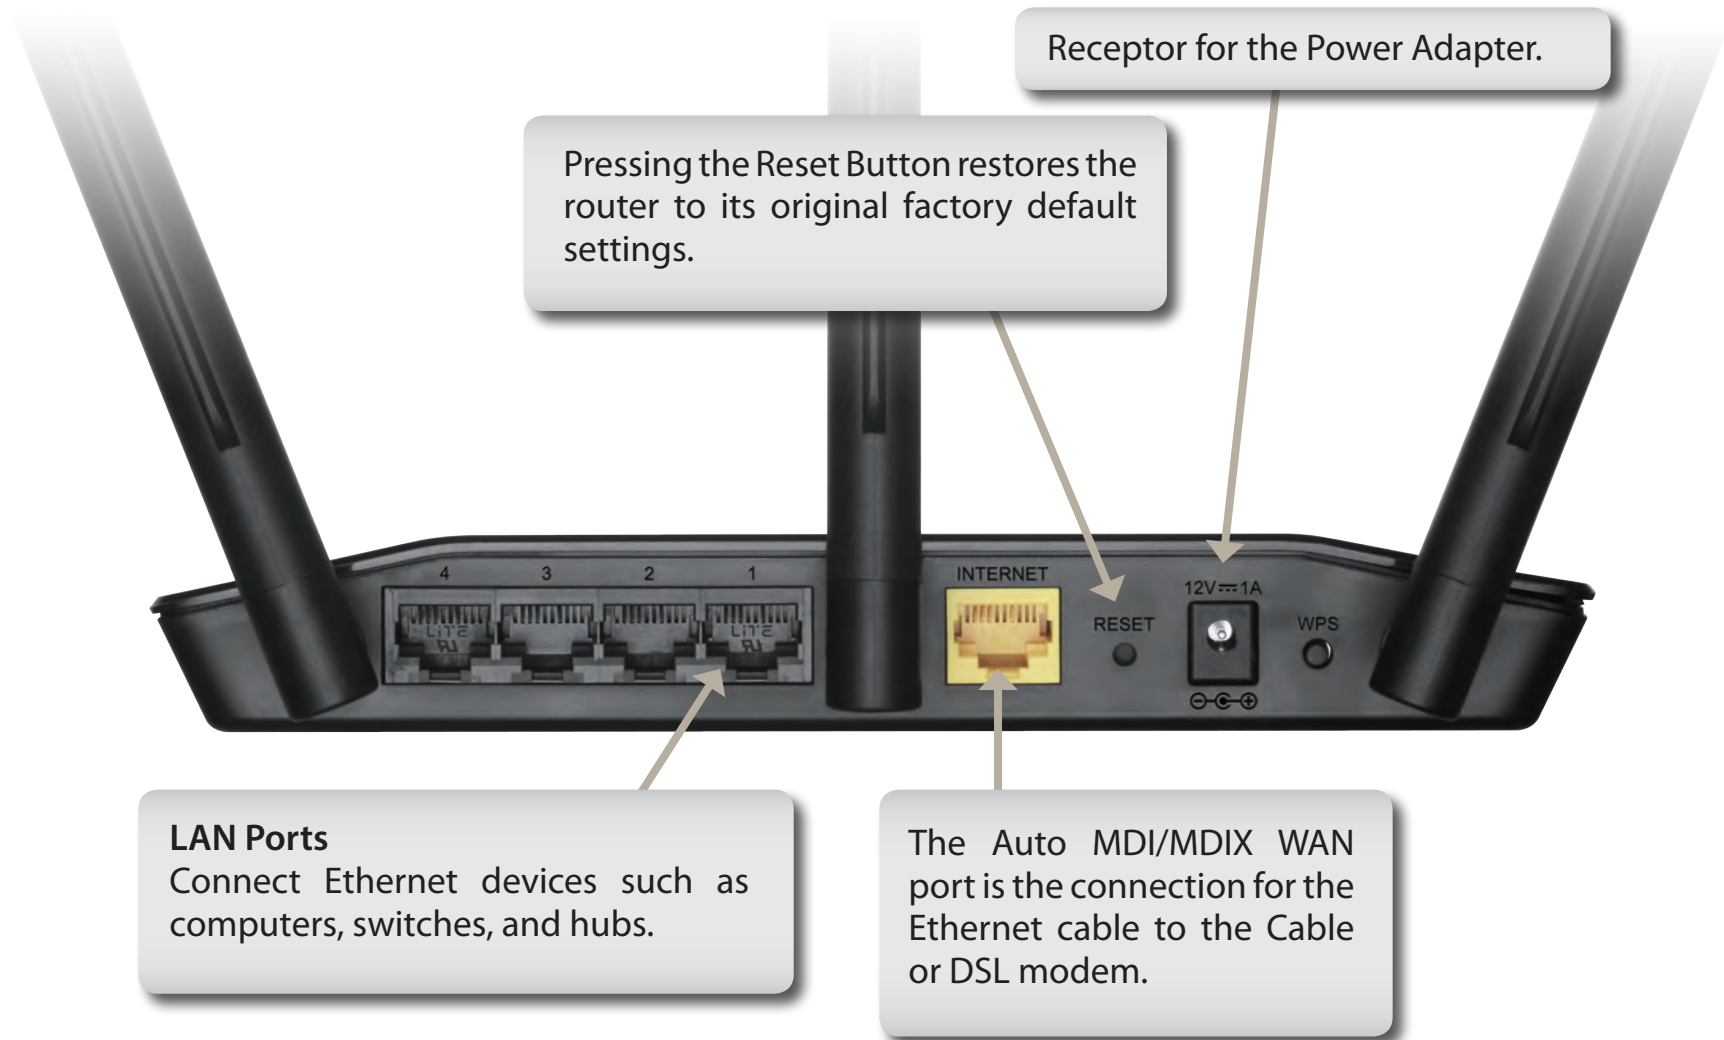 Receptor for the Power Adapter.
Pressing the Reset Button restores the
router to its original factory default
settings.
4 3 2 1
INTERNET
RESET
12V⎓1A
WPS
LAN Ports
Connect Ethernet devices such as
computers, switches, and hubs.
The Auto MDI/MDIX WAN
port is the connection for the
Ethernet cable to the Cable
or DSL modem.